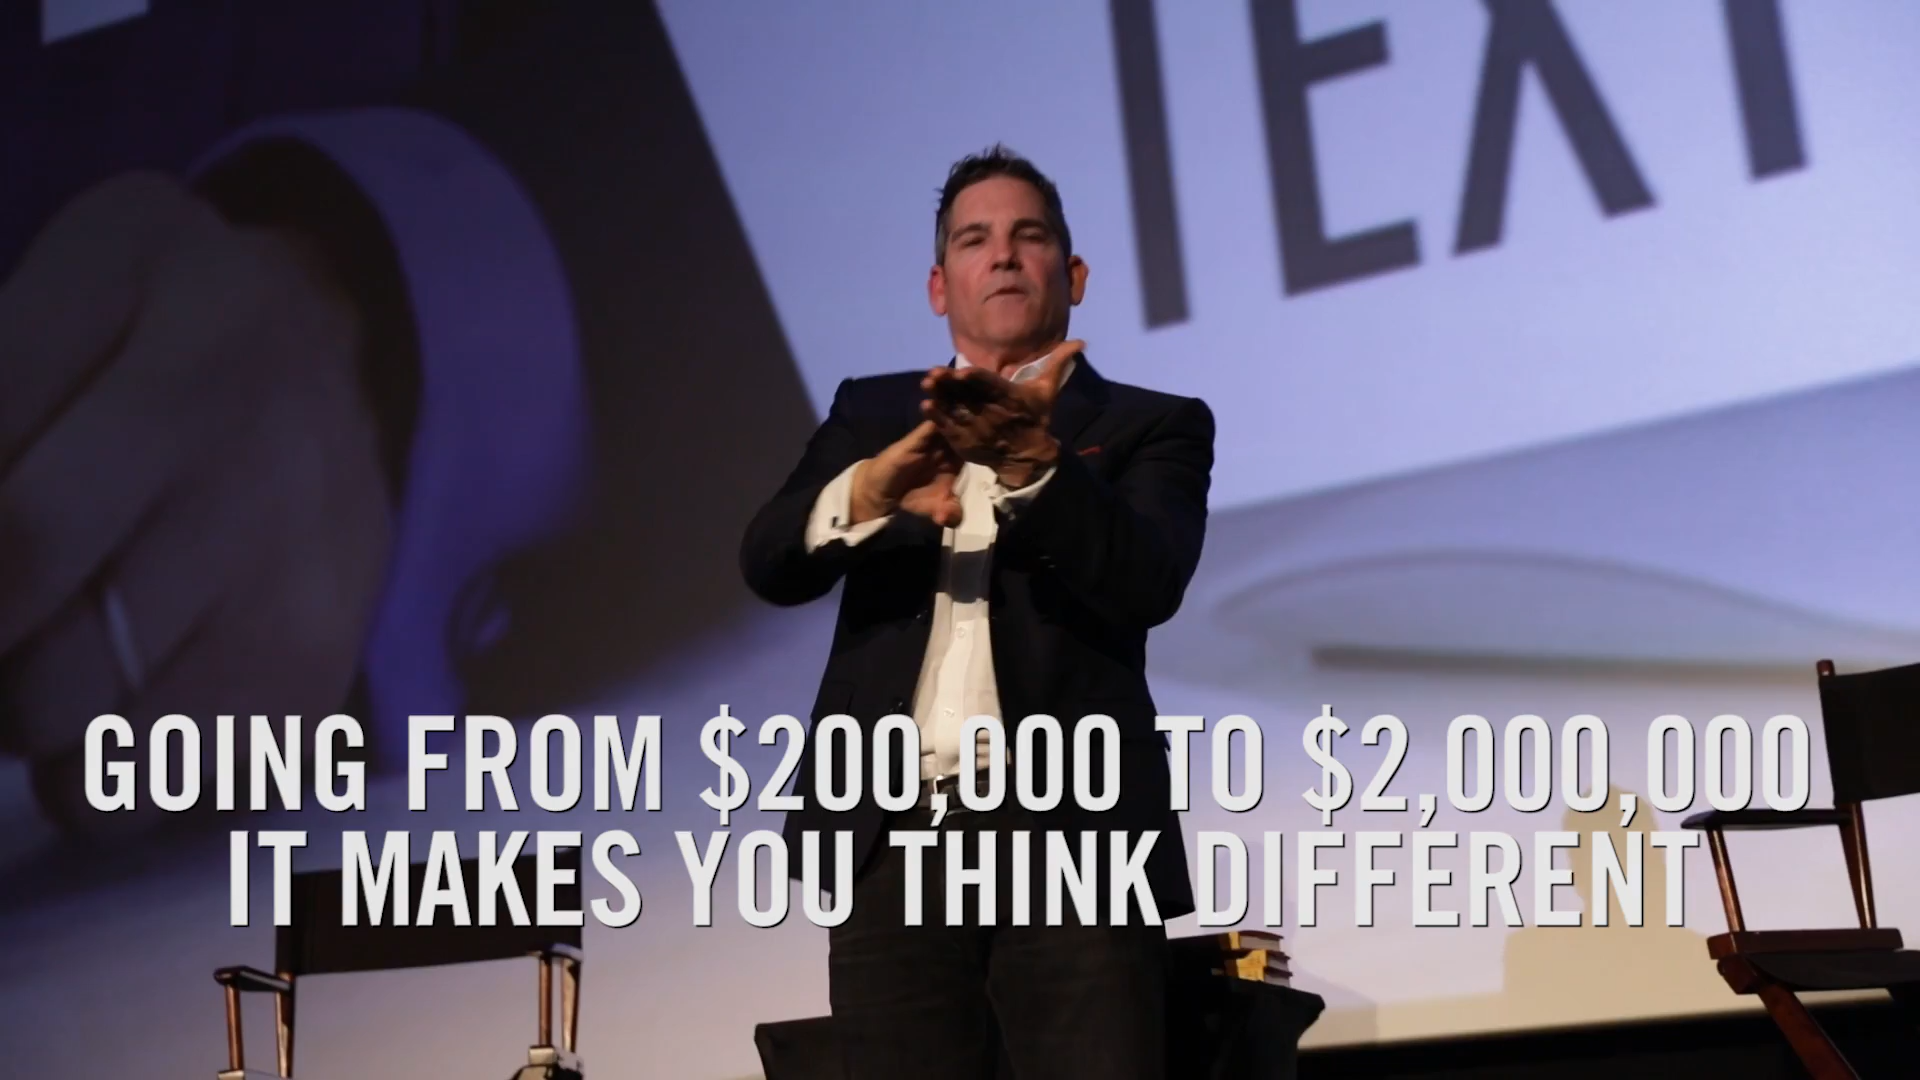 TEXT
GOING FROM $200,000 TO $2,000,000
IT MAKES YOU THINK DIFFERENT